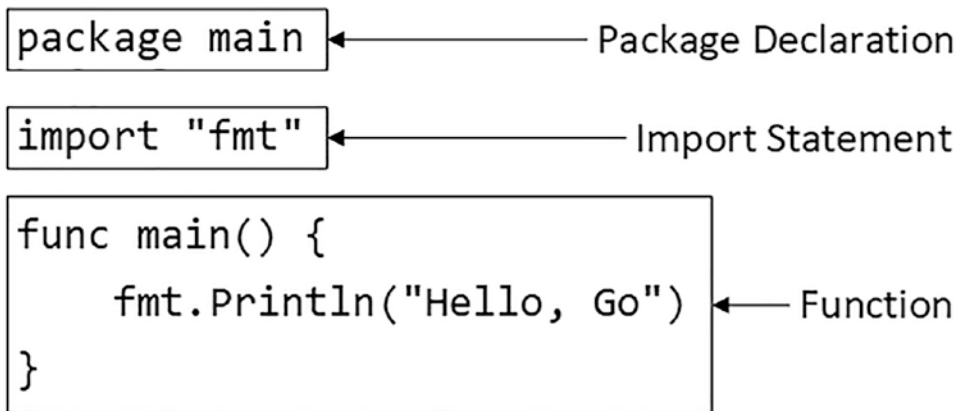 package main
Package Declaration
import "fmt"
Import Statement
func main() {
fmt.Println("Hello, Go")
}
Function